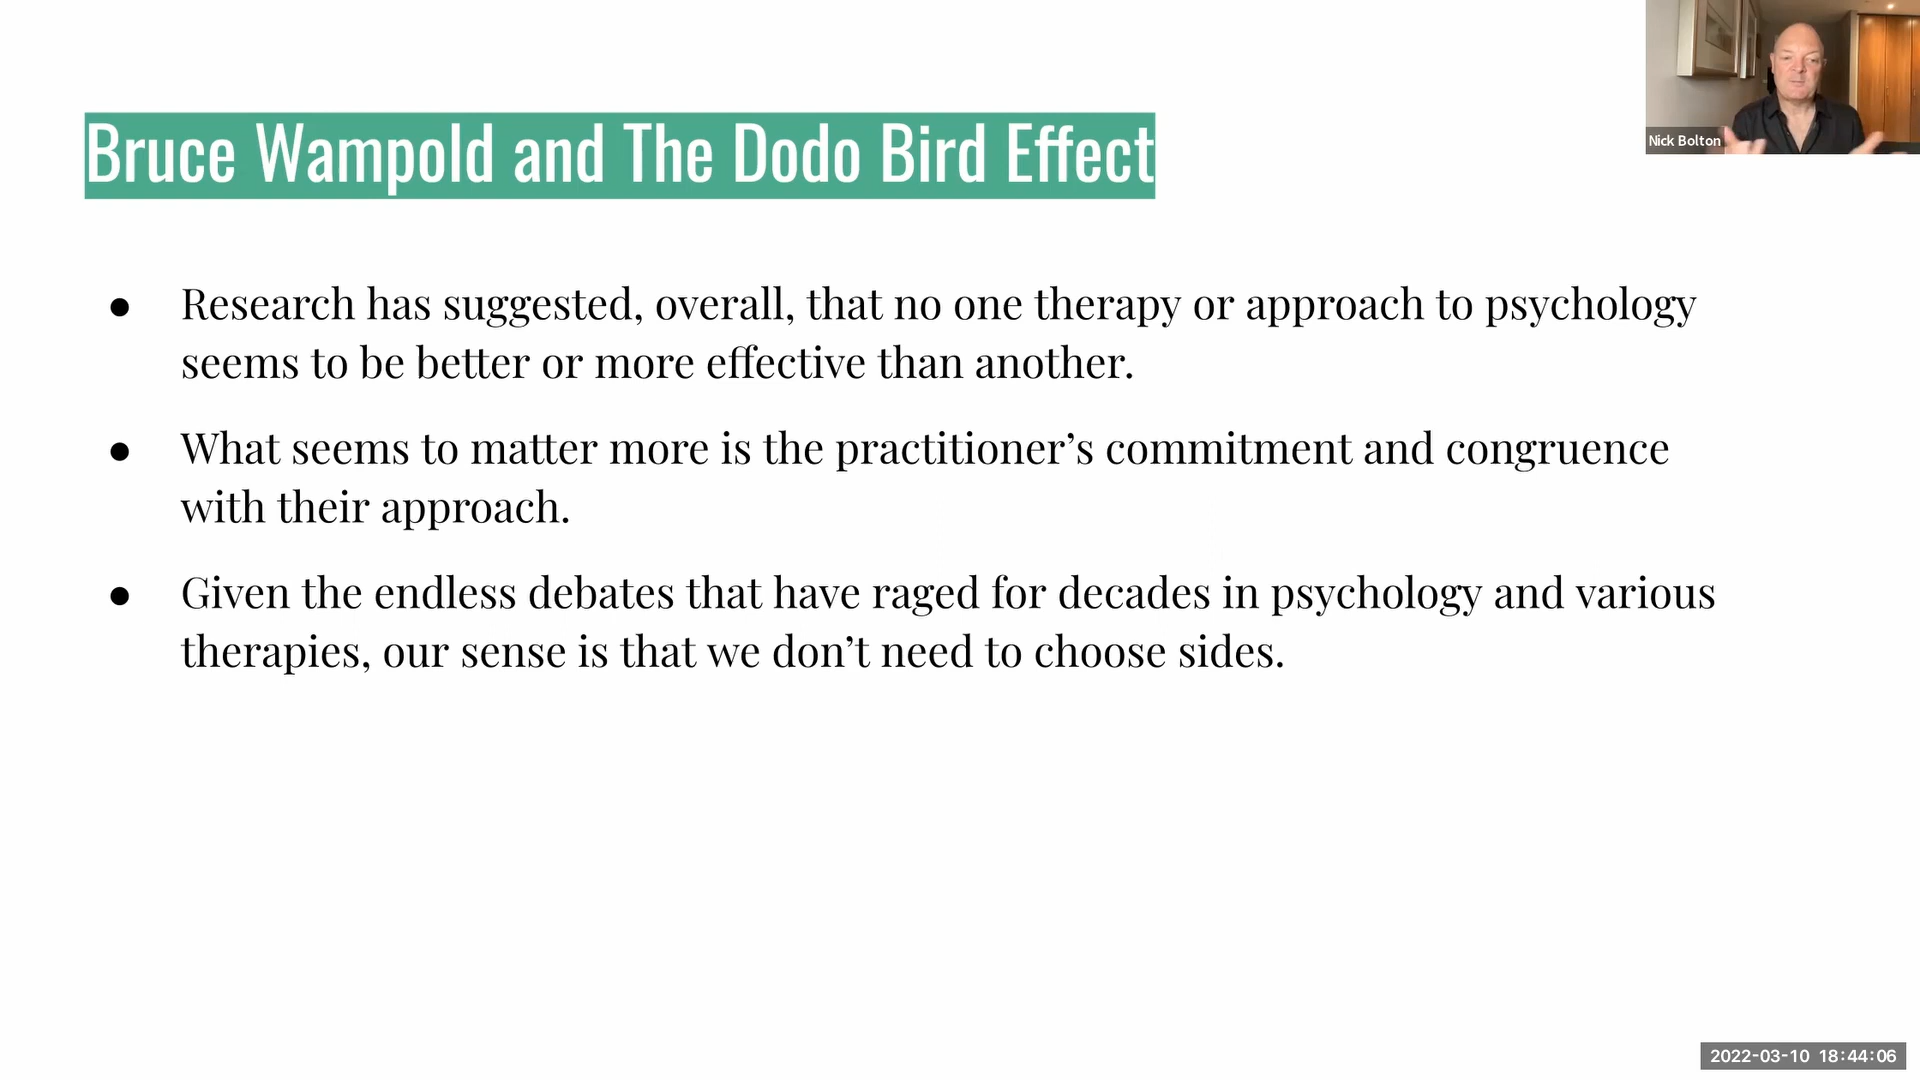 Nick Bolton
Bruce Wampold and The Dodo Bird Effect
● Research has suggested, overall, that no one therapy or approach to psychology
seems to be better or more effective than another.
● What seems to matter more is the practitioner’s commitment and congruence
with their approach.
● Given the endless debates that have raged for decades in psychology and various
therapies, our sense is that we don’t need to choose sides.
2022-03-10 18:44:06